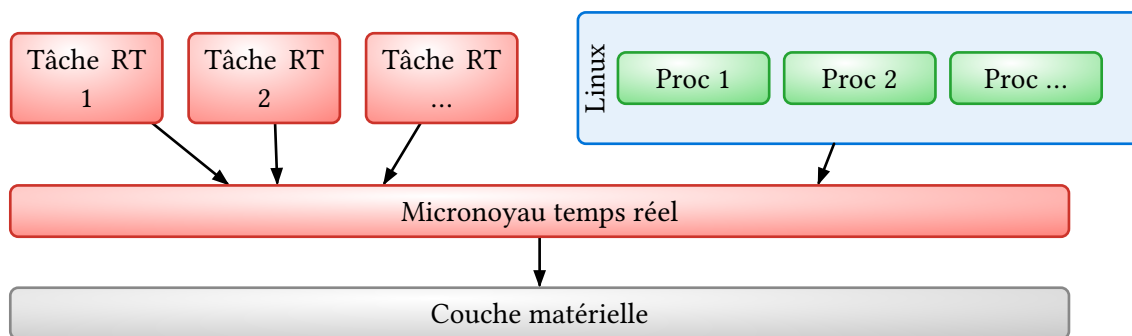 Tâche RT
1
Tâche RT
2
Tâche RT
...
Linux
Proc 1
Proc 2
Proc ...
Micronoyau temps réel
Couche matérielle